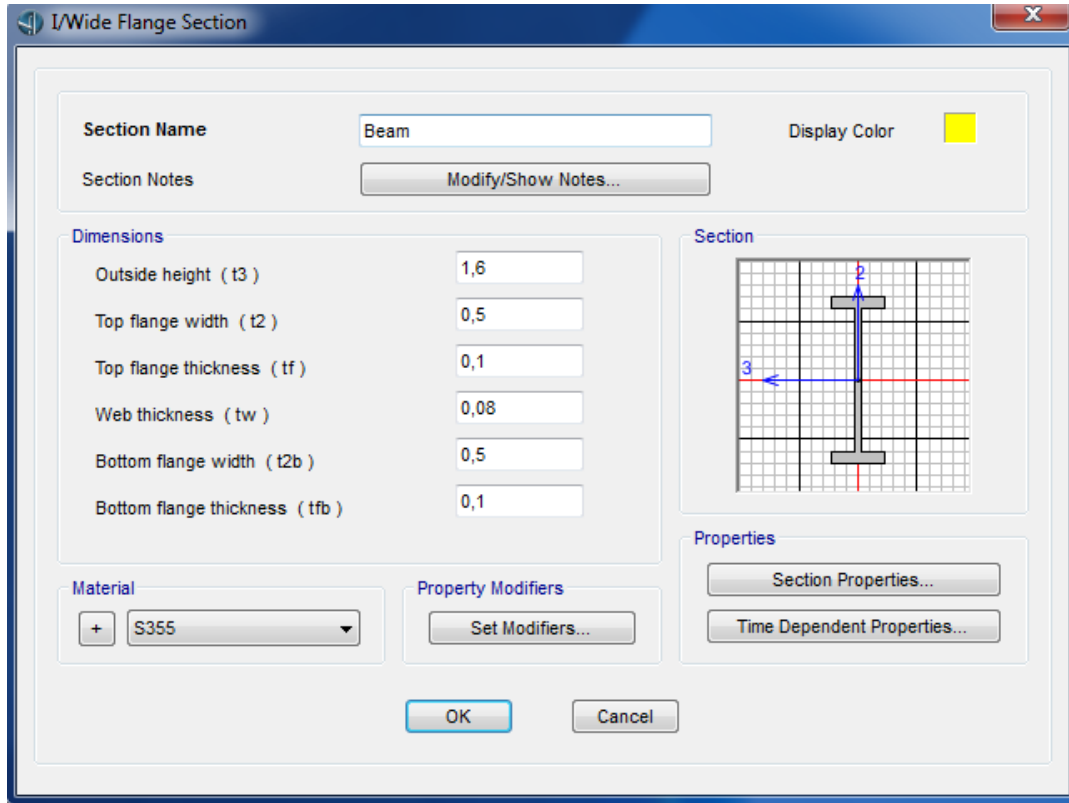 I/Wide Flange Section
Section Name Beam Display Color
Section Notes Modify/Show Notes...
Dimensions
Outside height ( t3 ) 1,6
Top flange width ( t2 ) 0,5
Top flange thickness ( tf ) 0,1
Web thickness ( tw ) 0,08
Bottom flange width ( t2b ) 0,5
Bottom flange thickness ( tfb ) 0,1
Section
2
3
Material
+ S355
Property Modifiers
Set Modifiers...
Properties
Section Properties...
Time Dependent Properties...
OK Cancel